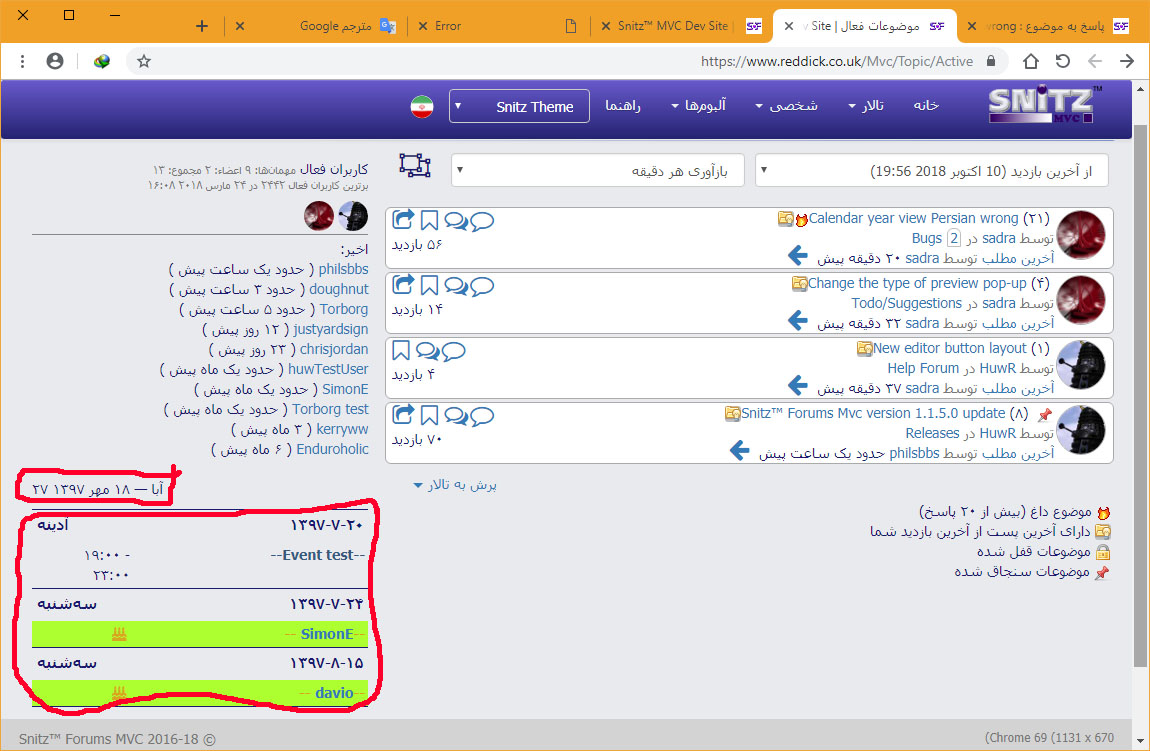 پاسخ به موضوع : wrong
موضوعات فعال | Site
Snitz™ MVC Dev Site |
Error
مترجم Google
https://www.reddick.co.uk/Mvc/Topic/Active
SNiTZ™ MVC
خانه
تالار
شخصی
آلبوم‌ها
راهنما
Snitz Theme
از آخرین بازدید (10 اکتبر 2018 19:56)
بازآوری هر دقیقه
Calendar year view Persian wrong (۲۱)
توسط sadra در Bugs 2
آخرین مطلب توسط sadra ۲۰ دقیقه پیش
۵۶ بازدید
Change the type of preview pop-up (۴)
توسط sadra در Todo/Suggestions
آخرین مطلب توسط sadra ۳۲ دقیقه پیش
۱۴ بازدید
New editor button layout (۱)
توسط HuwR در Help Forum
آخرین مطلب توسط sadra ۳۷ دقیقه پیش
۴ بازدید
Snitz™ Forums Mvc version 1.1.5.0 update (۸)
توسط HuwR در Releases
آخرین مطلب توسط philsbbs حدود یک ساعت پیش
۷۰ بازدید
پرش به تالار
موضوع داغ (بیش از ۲۰ پاسخ)
دارای آخرین پست از آخرین بازدید شما
موضوعات قفل شده
موضوعات سنجاق شده
کاربران فعال مهمان‌ها: ۹ اعضاء: ۲ مجموع: ۱۳
برترین کاربران فعال ۲۴۴۲ در ۲۴ مارس ۲۰۱۸ ۱۶:۰۸
اخیر:
philsbbs ( حدود یک ساعت پیش )
doughnut ( حدود ۳ ساعت پیش )
Torborg ( حدود ۵ ساعت پیش )
justyardsign ( ۱۲ روز پیش )
chrisjordan ( ۲۳ روز پیش )
huwTestUser ( حدود یک ماه پیش )
SimonE ( حدود یک ماه پیش )
Torborg test ( حدود یک ماه پیش )
kerryww ( ۳ ماه پیش )
Enduroholic ( ۶ ماه پیش )
آبا — ۱۸ مهر ۱۳۹۷ ۲۷
۱۳۹۷-۷-۲۰ آدینه
--Event test-- ۱۹:۰۰ -
۲۳:۰۰
۱۳۹۷-۷-۲۴ سه‌شنبه
-- SimonE--
۱۳۹۷-۸-۱۵ سه‌شنبه
-- davio--
(Chrome 69 (1131 x 670
Snitz™ Forums MVC 2016-18 ©